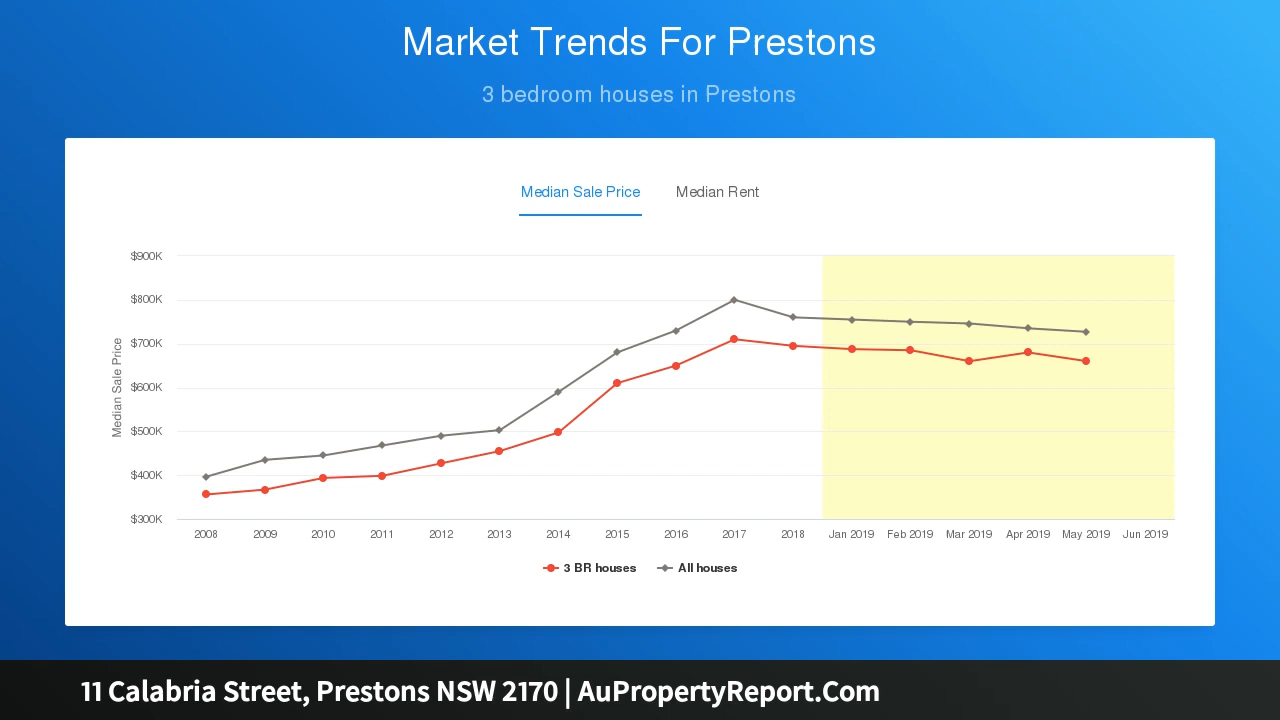 Market Trends For Prestons
3 bedroom houses in Prestons
Median Sale Price Median Rent
Median Sale Price
$900K
$800K
$700K
$600K
$500K
$400K
$300K
2008 2009 2010 2011 2012 2013 2014 2015 2016 2017 2018 Jan 2019 Feb 2019 Mar 2019 Apr 2019 May 2019 Jun 2019
3 BR houses All houses
11 Calabria Street, Prestons NSW 2170 | AuPropertyReport.Com